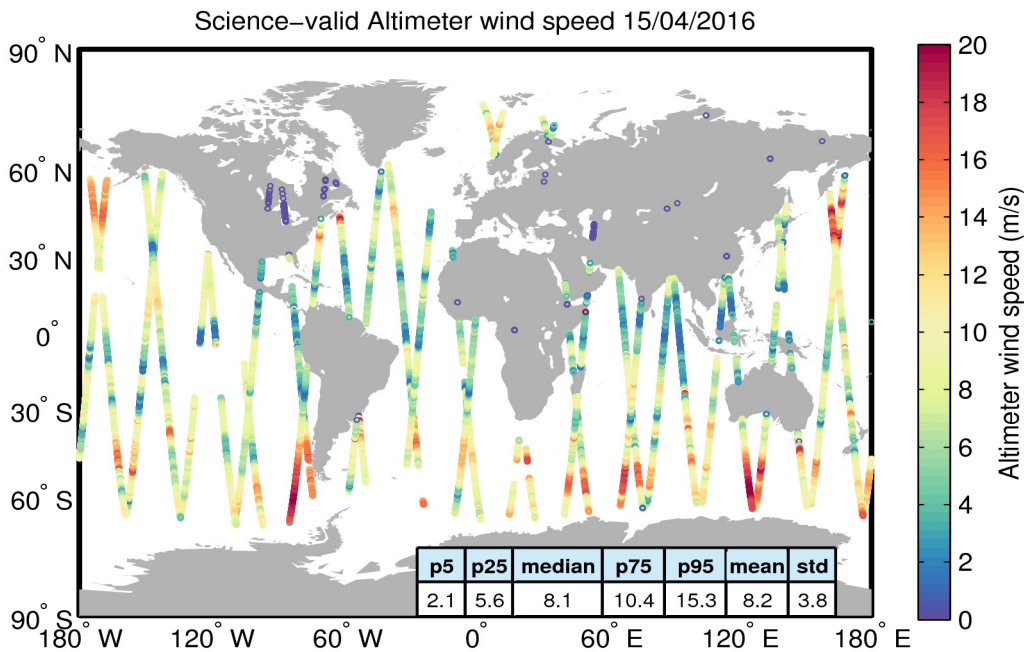 Science−valid Altimeter wind speed 15/04/2016
90° N
60° N
30° N
0°
30° S
60° S
90° S
180° W
120° W
60° W
0°
60° E
120° E
180° E
p5 p25 median p75 p95 mean std
2.1 5.6 8.1 10.4 15.3 8.2 3.8
20
18
16
14
12
10
8
6
4
2
0
Altimeter wind speed (m/s)